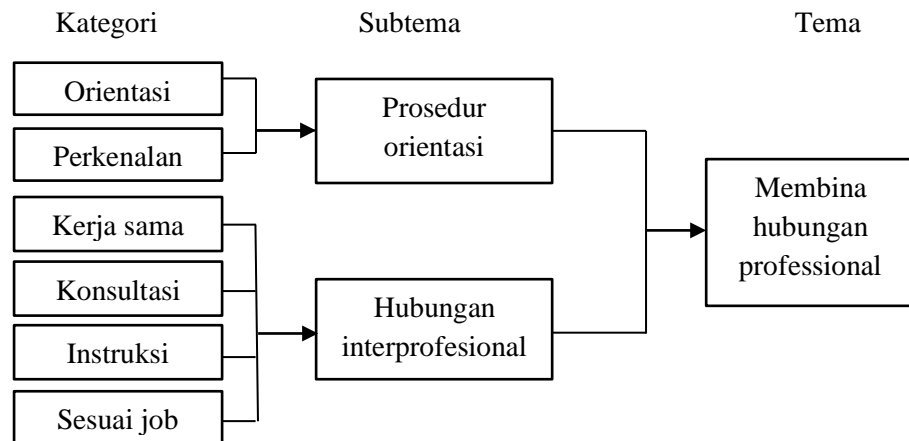 Kategori Subtema Tema
Orientasi
Perkenalan
Prosedur
orientasi
Kerja sama
Konsultasi
Instruksi
Sesuai job
Hubungan
interprofesional
Membina
hubungan
professional